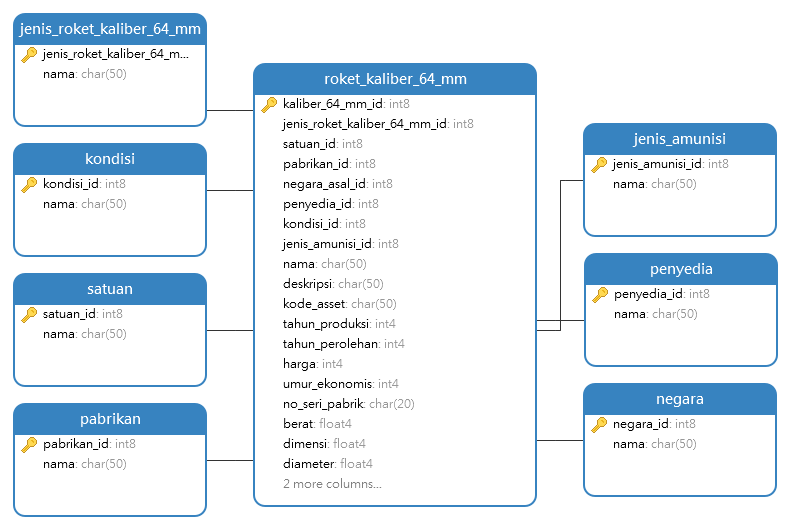 jenis_roket_kaliber_64_mm
jenis_roket_kaliber_64_m...
nama: char(50)
kondisi
kondisi_id: int8
nama: char(50)
satuan
satuan_id: int8
nama: char(50)
pabrikan
pabrikan_id: int8
nama: char(50)
roket_kaliber_64_mm
kaliber_64_mm_id: int8
jenis_roket_kaliber_64_mm_id: int8
satuan_id: int8
pabrikan_id: int8
negara_asal_id: int8
penyedia_id: int8
kondisi_id: int8
jenis_amunisi_id: int8
nama: char(50)
deskripsi: char(50)
kode_asset: char(50)
tahun_produksi: int4
tahun_perolehan: int4
harga: int4
umur_ekonomis: int4
no_seri_pabrik: char(20)
berat: float4
dimensi: float4
diameter: float4
2 more columns...
jenis_amunisi
jenis_amunisi_id: int8
nama: char(50)
penyedia
penyedia_id: int8
nama: char(50)
negara
negara_id: int8
nama: char(50)